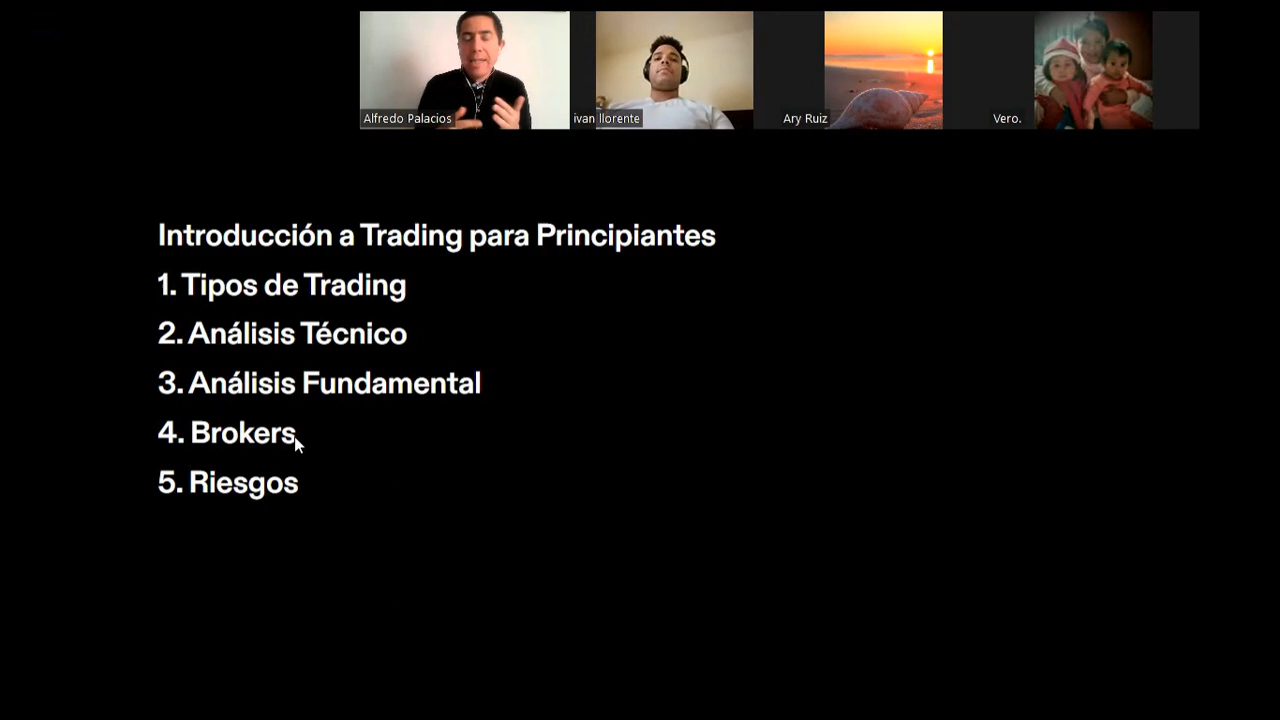 Alfredo Palacios
ivan llorente
Ary Ruiz
Vero.
Introducción a Trading para Principiantes
1. Tipos de Trading
2. Análisis Técnico
3. Análisis Fundamental
4. Brokers
5. Riesgos